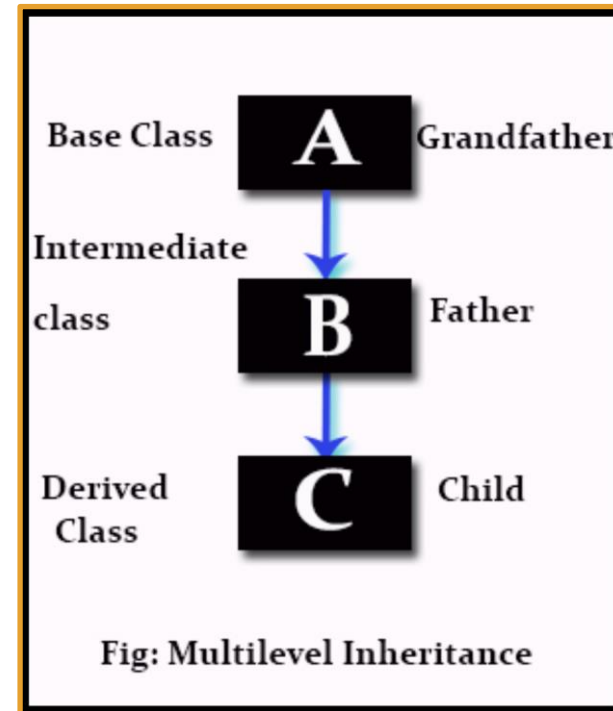 Base Class A Grandfather
Intermediate
class B Father
Derived
Class C Child
Fig: Multilevel Inheritance